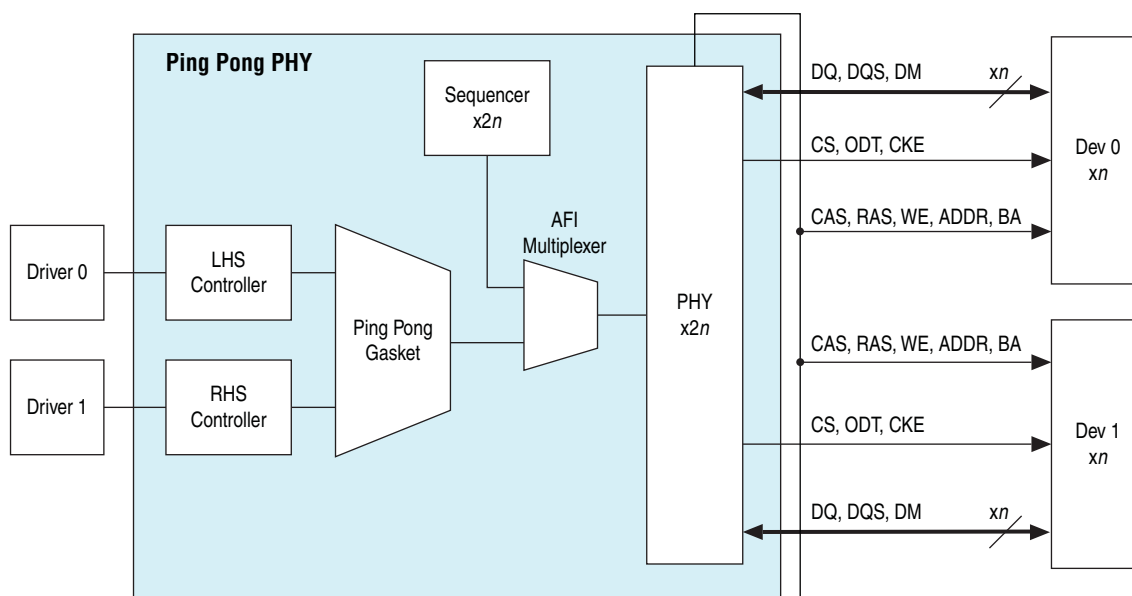 Ping Pong PHY
Sequencer
x2n
DQ, DQS, DM
xn
CS, ODT, CKE
Dev 0
xn
CAS, RAS, WE, ADDR, BA
AFI
Multiplexer
Driver 0
LHS
Controller
Ping Pong
Gasket
PHY
x2n
Driver 1
RHS
Controller
CAS, RAS, WE, ADDR, BA
CS, ODT, CKE
Dev 1
xn
DQ, DQS, DM
xn